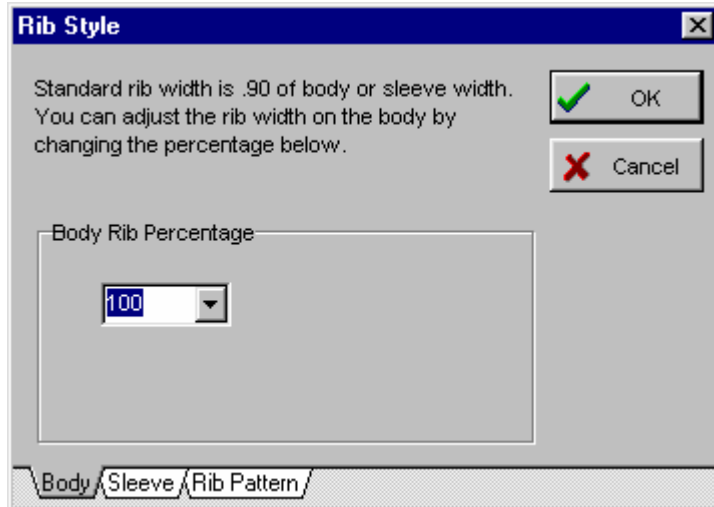 Rib Style
Standard rib width is .90 of body or sleeve width.
You can adjust the rib width on the body by
changing the percentage below.
OK
Cancel
Body Rib Percentage
100
Body
Sleeve
Rib Pattern